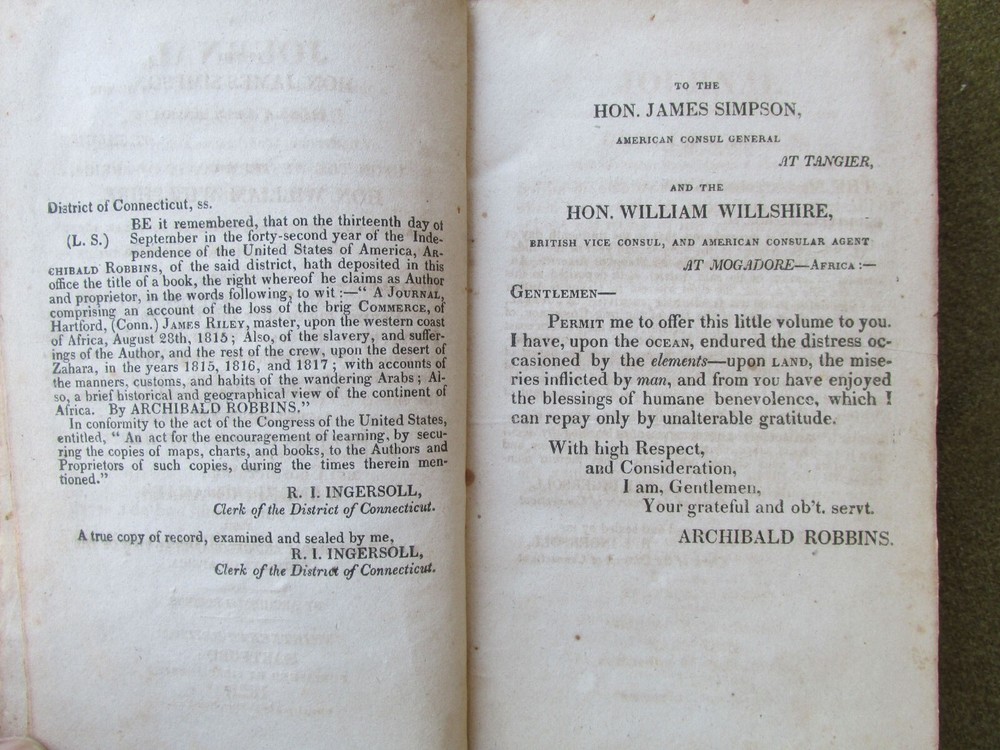 District of Connecticut, ss.
BE it remembered, that on the thirteenth day of
(L. S.) September in the forty-second year of the Inde-
pendence of the United States of America, AR-
CHIBALD ROBBINS, of the said district, hath deposited in this
office the title of a book, the right whereof he claims as Author
and proprietor, in the words following, to wit :—" A JOURNAL,
comprising an account of the loss of the brig COMMERCE, of
Hartford, (Conn.) JAMES RILEY, master, upon the western coast
of Africa, August 28th, 1815 ; Also, of the slavery, and suffer-
ings of the Author, and the rest of the crew, upon the desert of
Zahara, in the years 1815, 1816, and 1817 ; with accounts of
the manners, customs, and habits of the wandering Arabs ; Al-
so, a brief historical and geographical view of the continent of
Africa. By ARCHIBALD ROBBINS."
In conformity to the act of the Congress of the United States,
entitled, " An act for the encouragement of learning, by secu-
ring the copies of maps, charts, and books, to the Authors and
Proprietors of such copies, during the times therein men-
tioned."
R. I. INGERSOLL,
Clerk of the District of Connecticut.
A true copy of record, examined and sealed by me,
R. I. INGERSOLL,
Clerk of the District of Connecticut.
TO THE
HON. JAMES SIMPSON,
AMERICAN CONSUL GENERAL
AT TANGIER,
AND THE
HON. WILLIAM WILLSHIRE,
BRITISH VICE CONSUL, AND AMERICAN CONSULAR AGENT
AT MOGADORE—AFRICA :—
GENTLEMEN—
PERMIT me to offer this little volume to you.
I have, upon the OCEAN, endured the distress oc-
casioned by the elements—upon LAND, the mise-
ries inflicted by man, and from YOU have enjoyed
the blessings of humane benevolence, which I
can repay only by unalterable gratitude.
With high Respect,
and Consideration,
I am, Gentlemen,
Your grateful and ob't. servt.
ARCHIBALD ROBBINS.